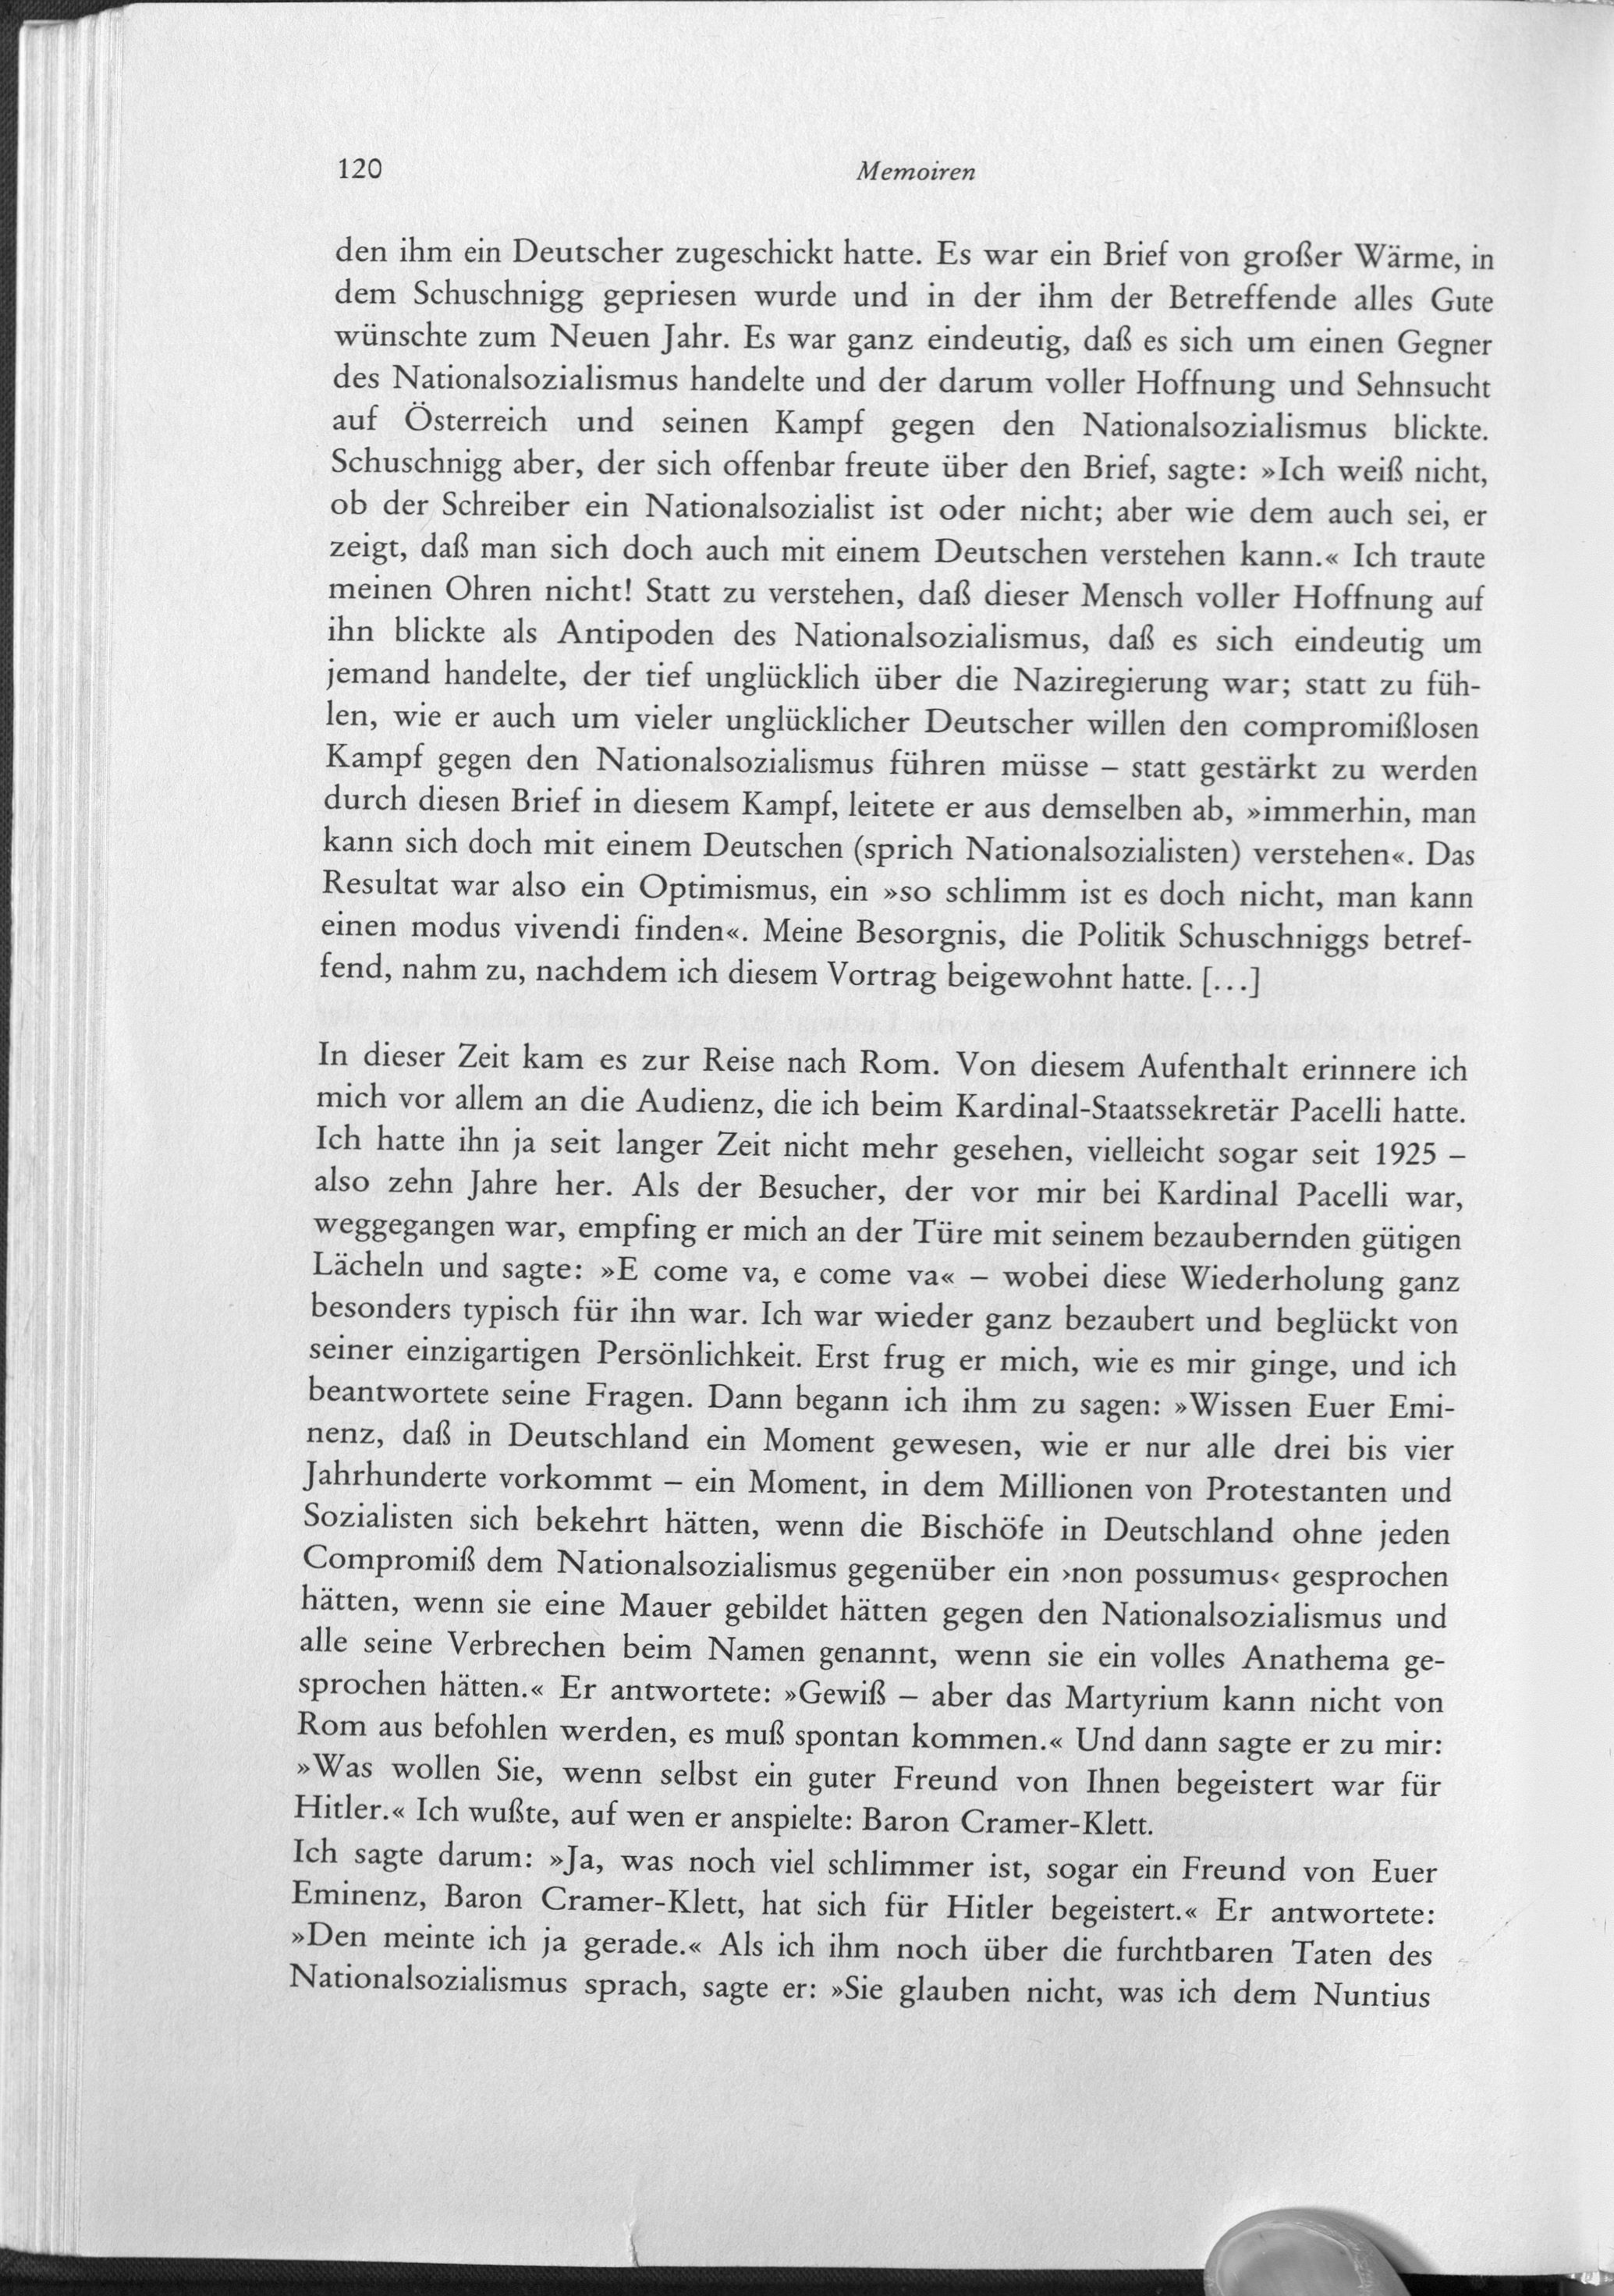 120
Memoiren
den ihm ein Deutscher zugeschickt hatte. Es war ein Brief von großer Wärme, in
dem Schuschnigg gepriesen wurde und in der ihm der Betreffende alles Gute
wünschte zum Neuen Jahr. Es war ganz eindeutig, daß es sich um einen Gegner
des Nationalsozialismus handelte und der darum voller Hoffnung und Sehnsucht
auf Österreich und seinen Kampf gegen den Nationalsozialismus blickte.
Schuschnigg aber, der sich offenbar freute über den Brief, sagte: »Ich weiß nicht,
ob der Schreiber ein Nationalsozialist ist oder nicht; aber wie dem auch sei, er
zeigt, daß man sich doch auch mit einem Deutschen verstehen kann.« Ich traute
meinen Ohren nicht! Statt zu verstehen, daß dieser Mensch voller Hoffnung auf
ihn blickte als Antipoden des Nationalsozialismus, daß es sich eindeutig um
jemand handelte, der tief unglücklich über die Naziregierung war; statt zu füh-
len, wie er auch um vieler unglücklicher Deutscher willen den compromißlosen
Kampf gegen den Nationalsozialismus führen müsse – statt gestärkt zu werden
durch diesen Brief in diesem Kampf, leitete er aus demselben ab, »immerhin, man
kann sich doch mit einem Deutschen (sprich Nationalsozialisten) verstehen«. Das
Resultat war also ein Optimismus, ein »so schlimm ist es doch nicht, man kann
einen modus vivendi finden«. Meine Besorgnis, die Politik Schuschniggs betref-
fend, nahm zu, nachdem ich diesem Vortrag beigewohnt hatte. [...]
In dieser Zeit kam es zur Reise nach Rom. Von diesem Aufenthalt erinnere ich
mich vor allem an die Audienz, die ich beim Kardinal-Staatssekretär Pacelli hatte.
Ich hatte ihn ja seit langer Zeit nicht mehr gesehen, vielleicht sogar seit 1925 –
also zehn Jahre her. Als der Besucher, der vor mir bei Kardinal Pacelli war,
weggegangen war, empfing er mich an der Türe mit seinem bezaubernden gütigen
Lächeln und sagte: »E come va, e come va« – wobei diese Wiederholung ganz
besonders typisch für ihn war. Ich war wieder ganz bezaubert und beglückt von
seiner einzigartigen Persönlichkeit. Erst frug er mich, wie es mir ginge, und ich
beantwortete seine Fragen. Dann begann ich ihm zu sagen: »Wissen Euer Emi-
nenz, daß in Deutschland ein Moment gewesen, wie er nur alle drei bis vier
Jahrhunderte vorkommt – ein Moment, in dem Millionen von Protestanten und
Sozialisten sich bekehrt hätten, wenn die Bischöfe in Deutschland ohne jeden
Compromiß dem Nationalsozialismus gegenüber ein ›non possumus‹ gesprochen
hätten, wenn sie eine Mauer gebildet hätten gegen den Nationalsozialismus und
alle seine Verbrechen beim Namen genannt, wenn sie ein volles Anathema ge-
sprochen hätten.« Er antwortete: »Gewiß – aber das Martyrium kann nicht von
Rom aus befohlen werden, es muß spontan kommen.« Und dann sagte er zu mir:
»Was wollen Sie, wenn selbst ein guter Freund von Ihnen begeistert war für
Hitler.« Ich wußte, auf wen er anspielte: Baron Cramer-Klett.
Ich sagte darum: »Ja, was noch viel schlimmer ist, sogar ein Freund von Euer
Eminenz, Baron Cramer-Klett, hat sich für Hitler begeistert.« Er antwortete:
»Den meinte ich ja gerade.« Als ich ihm noch über die furchtbaren Taten des
Nationalsozialismus sprach, sagte er: »Sie glauben nicht, was ich dem Nuntius